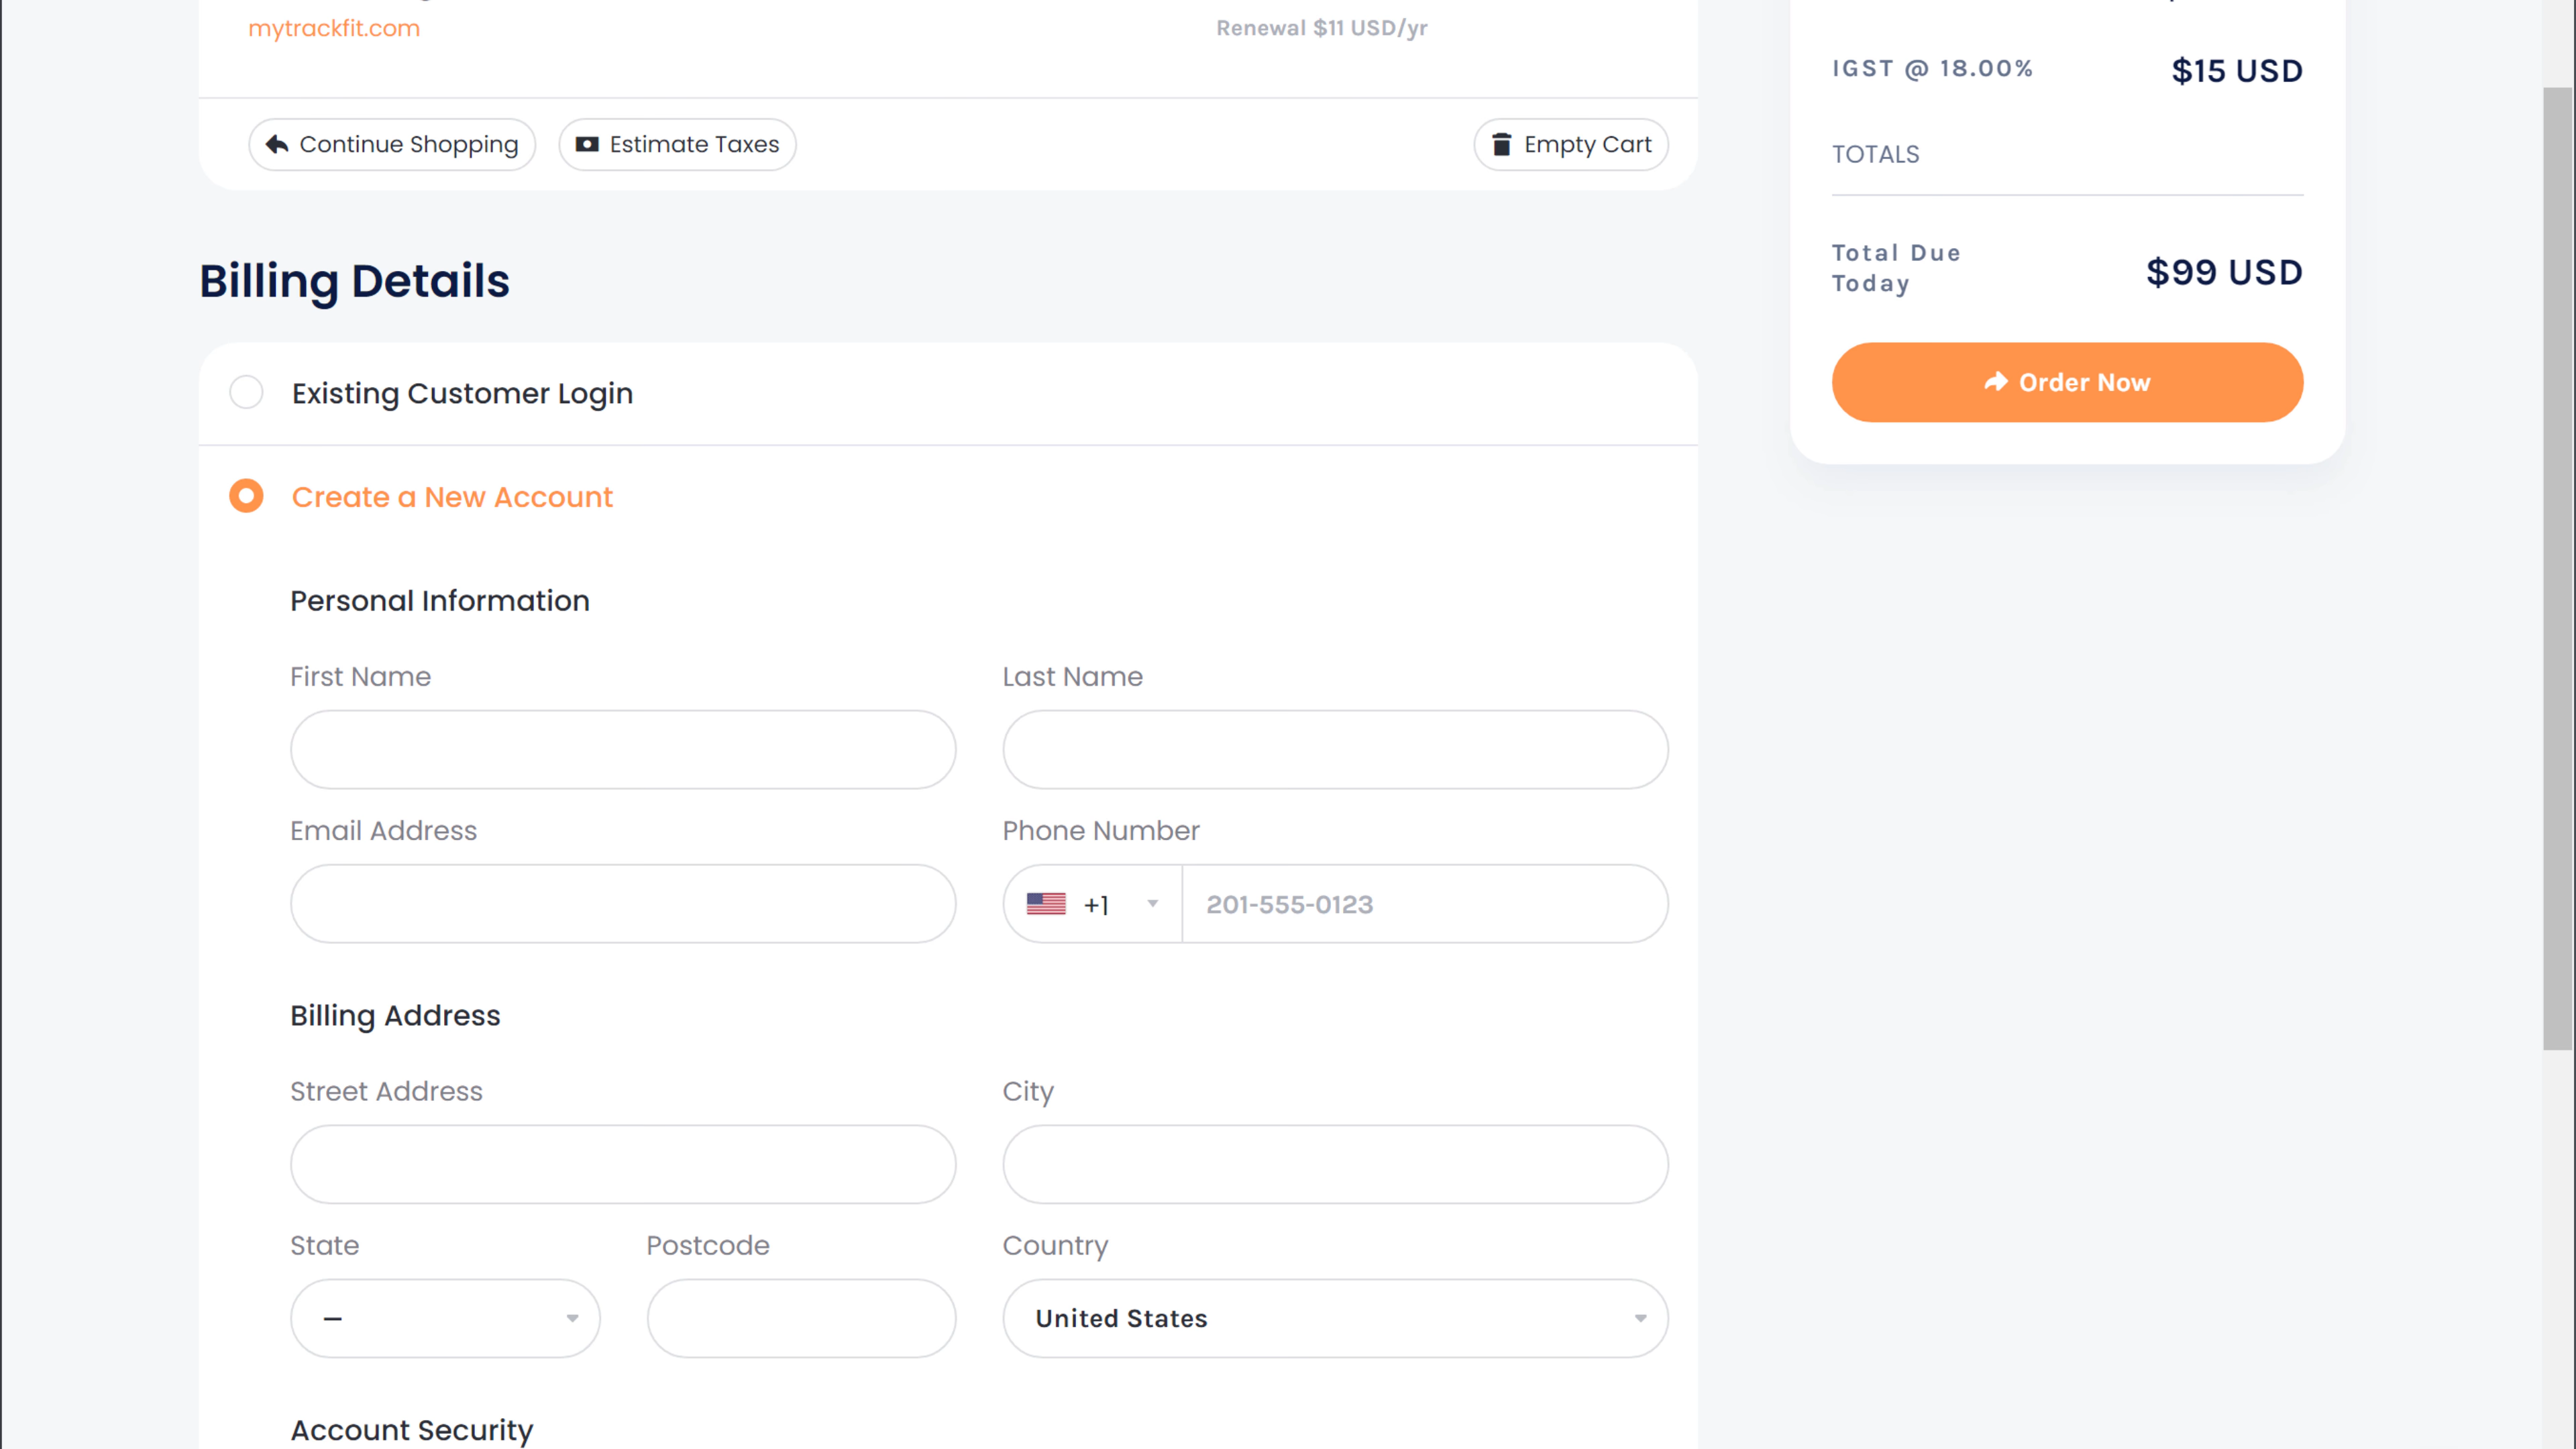 mytrackfit.com
Renewal $11 USD/yr
IGST @ 18.00%
$15 USD
Continue Shopping
Estimate Taxes
Empty Cart
TOTALS
Total Due
Today
$99 USD
Order Now
Billing Details
Existing Customer Login
Create a New Account
Personal Information
First Name
Last Name
Email Address
Phone Number
+1
201-555-0123
Billing Address
Street Address
City
State
Postcode
Country
–
United States
Account Security